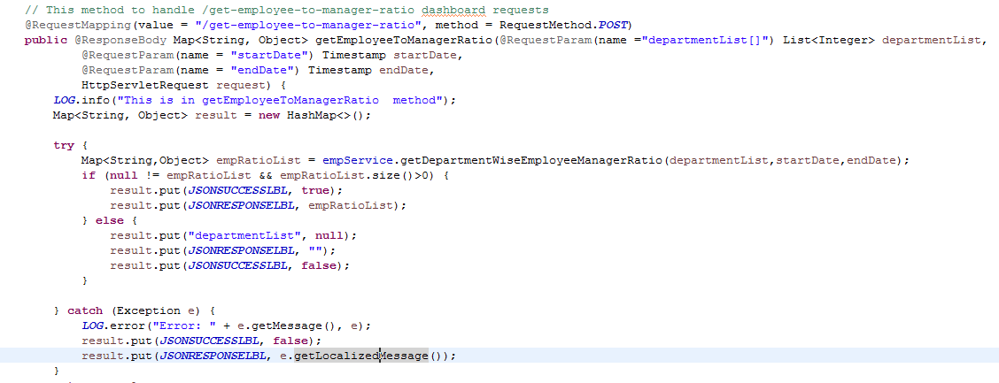 // This method to handle /get-employee-to-manager-ratio dashboard requests
@RequestMapping(value = "/get-employee-to-manager-ratio", method = RequestMethod.POST)
public @ResponseBody Map<String, Object> getEmployeeToManagerRatio(@RequestParam(name ="departmentList[]") List<Integer> departmentList,
@RequestParam(name = "startDate") Timestamp startDate,
@RequestParam(name = "endDate") Timestamp endDate,
HttpServletRequest request) {
LOG.info("This is in getEmployeeToManagerRatio  method");
Map<String, Object> result = new HashMap<>();
try {
Map<String,Object> empRatioList = empService.getDepartmentWiseEmployeeManagerRatio(departmentList,startDate,endDate);
if (null != empRatioList && empRatioList.size()>0) {
result.put(JSONSUCCESSLBL, true);
result.put(JSONRESPONSELBL, empRatioList);
} else {
result.put("departmentList", null);
result.put(JSONRESPONSELBL, "");
result.put(JSONSUCCESSLBL, false);
}
} catch (Exception e) {
LOG.error("Error: " + e.getMessage(), e);
result.put(JSONSUCCESSLBL, false);
result.put(JSONRESPONSELBL, e.getLocalizedMessage());
}